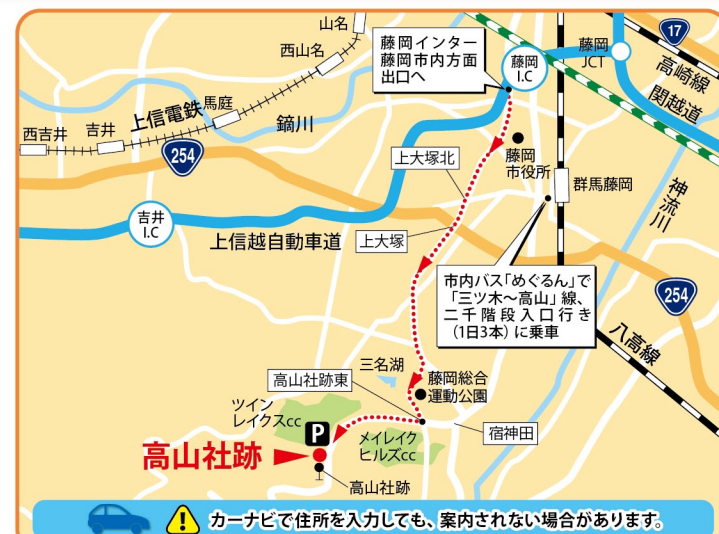 山名
西山名
馬庭
上信電鉄
吉井
西吉井
鏑川
254
藤岡インター
藤岡市内方面
出口へ
藤岡
I.C
藤岡
JCT
17
高崎線
関越道
上大塚北
藤岡
市役所
群馬藤岡
神流川
吉井
I.C
上信越自動車道
上大塚
市内バス「めぐるん」で
「三ツ木〜高山」線、
二千階段入口行き
(1日3本)に乗車
254
八高線
三名湖
高山社跡東
藤岡総合
運動公園
ツイン
レイクスcc
P
メイレイク
ヒルズcc
宿神田
高山社跡
高山社跡
カーナビで住所を入力しても、案内されない場合があります。